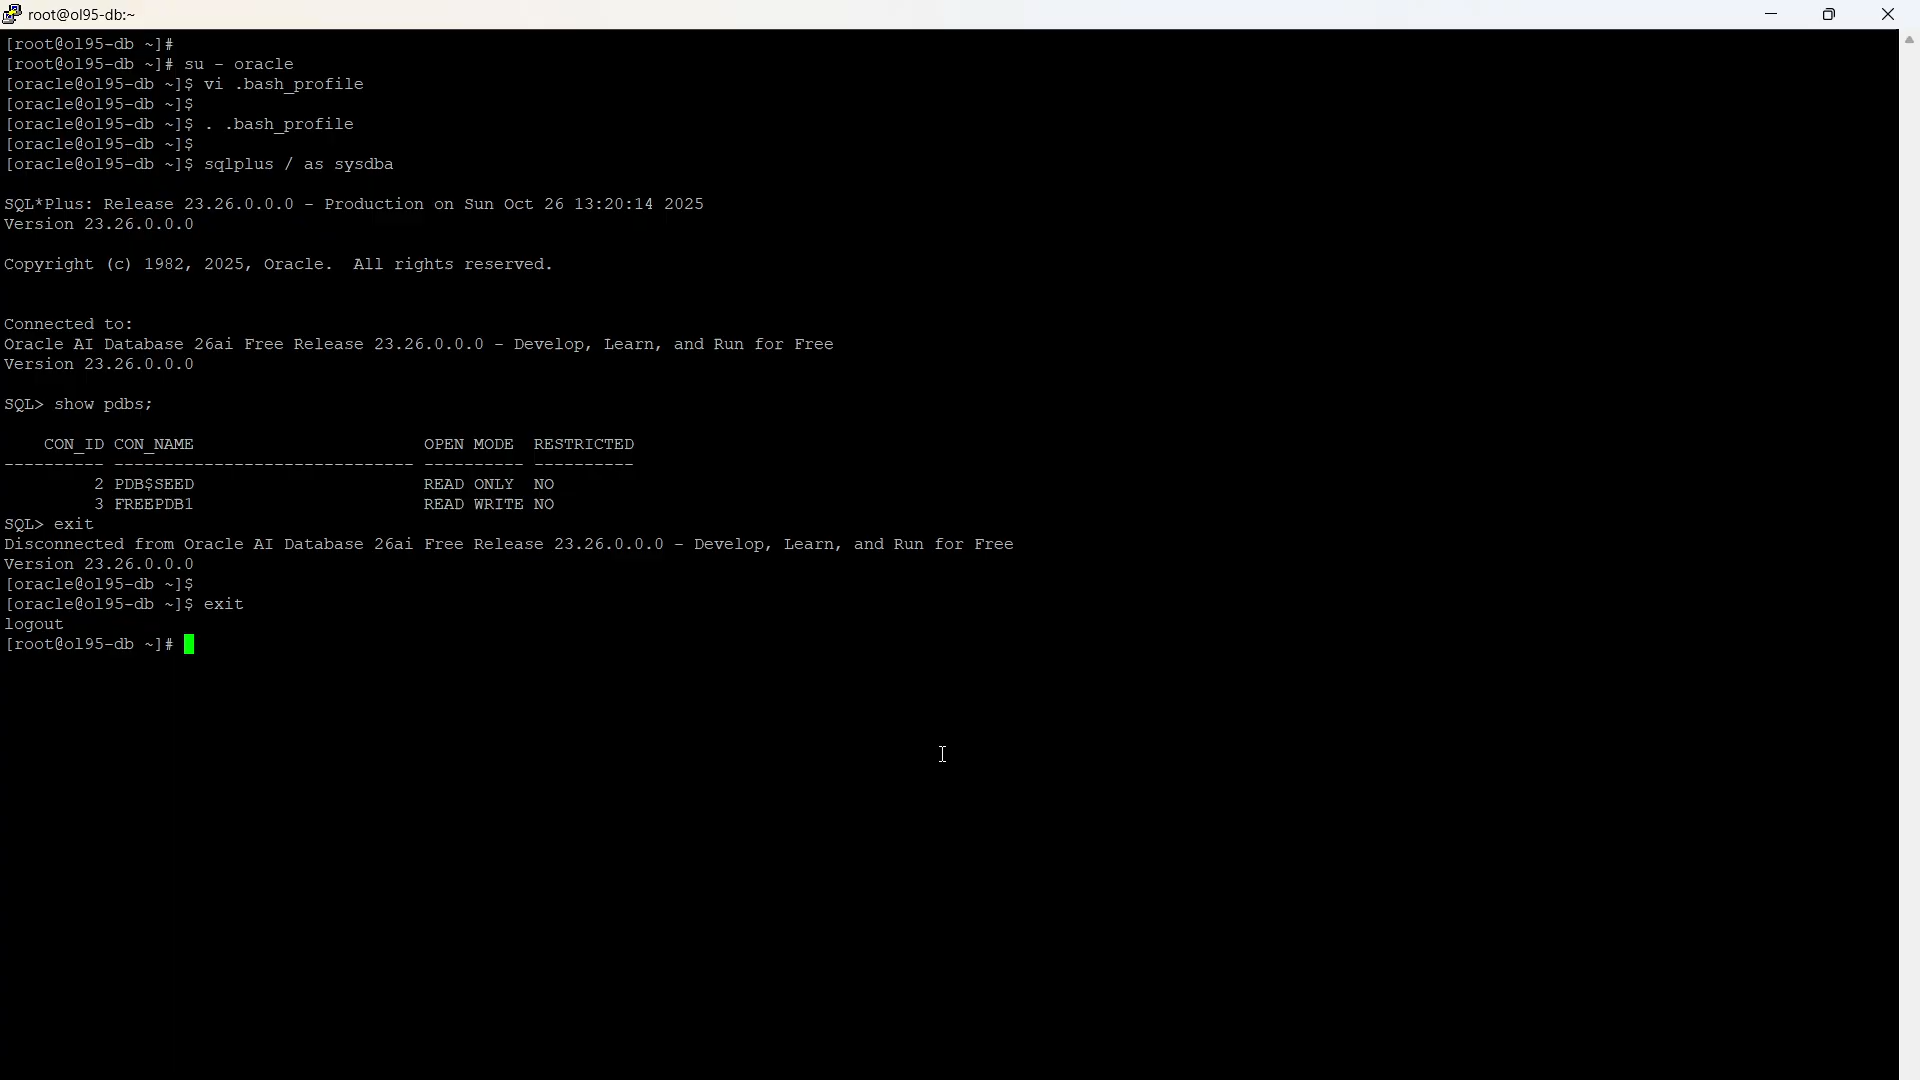 root@ol95-db:~
[root@ol95-db ~]#
[root@ol95-db ~]# su - oracle
[oracle@ol95-db ~]$ vi .bash_profile
[oracle@ol95-db ~]$
[oracle@ol95-db ~]$ . .bash_profile
[oracle@ol95-db ~]$
[oracle@ol95-db ~]$ sqlplus / as sysdba
SQL*Plus: Release 23.26.0.0.0 - Production on Sun Oct 26 13:20:14 2025
Version 23.26.0.0.0
Copyright (c) 1982, 2025, Oracle.  All rights reserved.
Connected to:
Oracle AI Database 26ai Free Release 23.26.0.0.0 - Develop, Learn, and Run for Free
Version 23.26.0.0.0
SQL> show pdbs;
    CON_ID CON_NAME                       OPEN MODE  RESTRICTED
---------- ------------------------------ ---------- ----------
         2 PDB$SEED                       READ ONLY  NO
         3 FREEPDB1                       READ WRITE NO
SQL> exit
Disconnected from Oracle AI Database 26ai Free Release 23.26.0.0.0 - Develop, Learn, and Run for Free
Version 23.26.0.0.0
[oracle@ol95-db ~]$
[oracle@ol95-db ~]$ exit
logout
[root@ol95-db ~]#